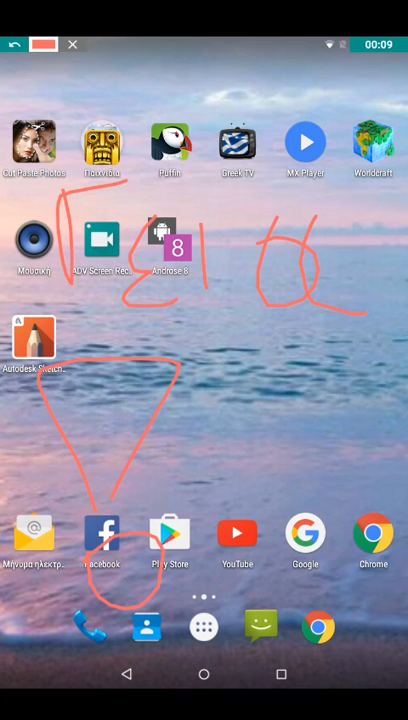 00:09
Cut Paste Photos Παιχνίδια Puffin Greek TV MX Player Worldcraft
8
Μουσική ADV Screen Rec.. Androse 8
Γεια
Autodesk Sketch..
Μήνυμα ηλεκτρ.. Facebook Play Store YouTube Google Chrome